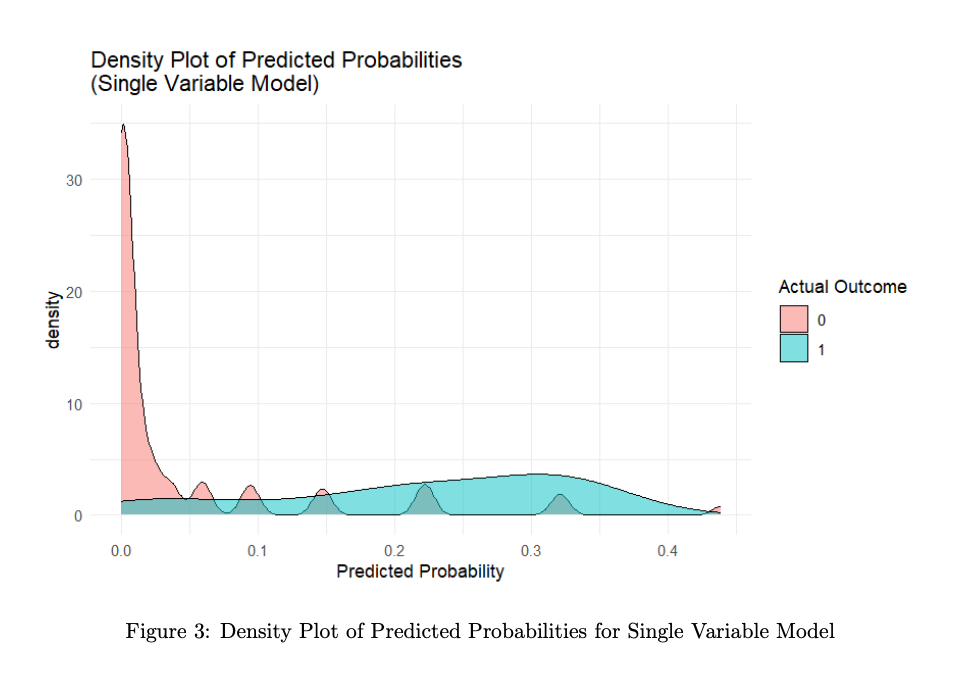 Density Plot of Predicted Probabilities
(Single Variable Model)
density
30
20
10
0
0.0 0.1 0.2 0.3 0.4
Predicted Probability
Actual Outcome
0
1
Figure 3: Density Plot of Predicted Probabilities for Single Variable Model